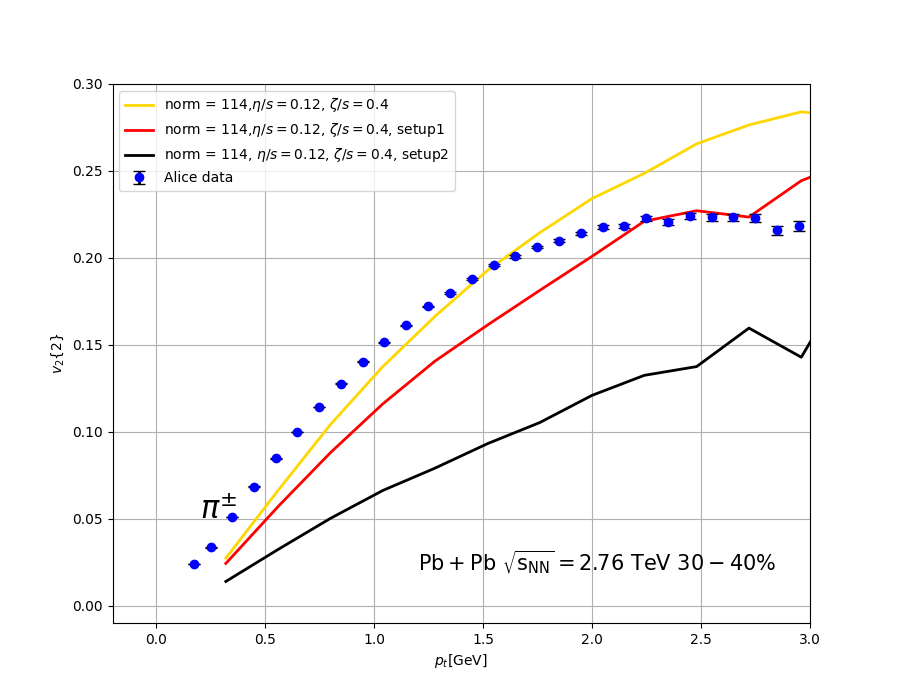 0.30
0.25
0.20
0.15
0.10
0.05
0.00
v₂{2}
norm = 114,η/s = 0.12, ζ/s = 0.4
norm = 114,η/s = 0.12, ζ/s = 0.4, setup1
norm = 114, η/s = 0.12, ζ/s = 0.4, setup2
Alice data
π±
Pb + Pb √sNN = 2.76 TeV 30 − 40%
0.0 0.5 1.0 1.5 2.0 2.5 3.0
pt[GeV]